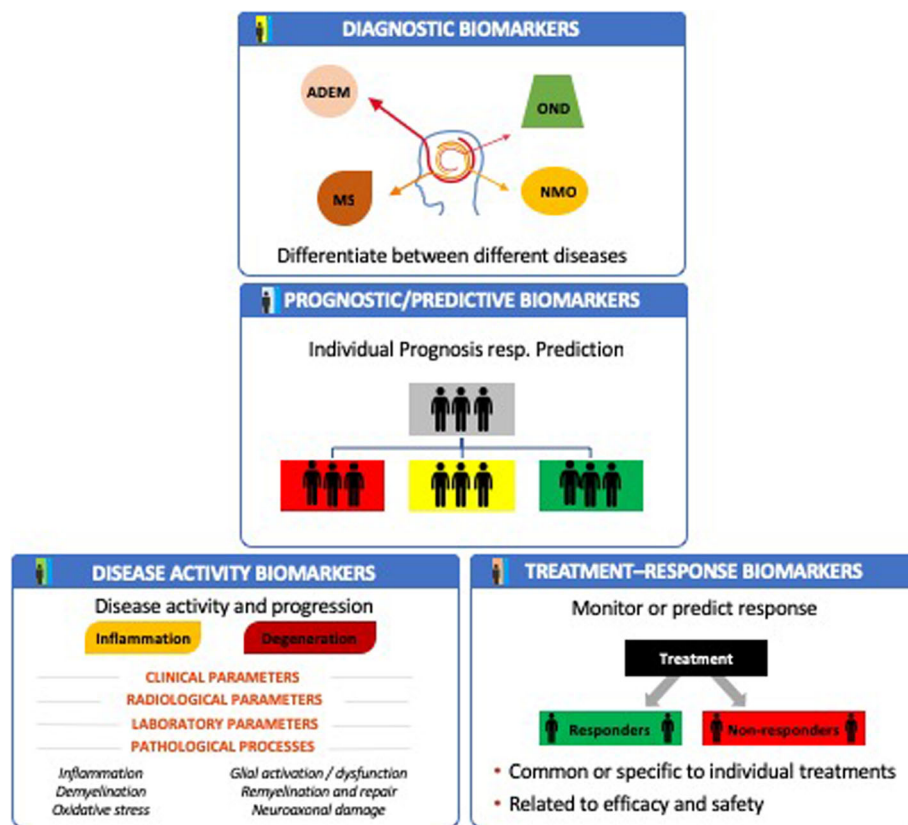 DIAGNOSTIC BIOMARKERS
ADEM
OND
MS
NMO
Differentiate between different diseases
PROGNOSTIC/PREDICTIVE BIOMARKERS
Individual Prognosis resp. Prediction
DISEASE ACTIVITY BIOMARKERS
Disease activity and progression
Inflammation
Degeneration
CLINICAL PARAMETERS
RADIOLOGICAL PARAMETERS
LABORATORY PARAMETERS
PATHOLOGICAL PROCESSES
Inflammation
Demyelination
Oxidative stress
Glial activation / dysfunction
Remyelination and repair
Neuroaxonal damage
TREATMENT–RESPONSE BIOMARKERS
Monitor or predict response
Treatment
Responders
Non-responders
• Common or specific to individual treatments
• Related to efficacy and safety